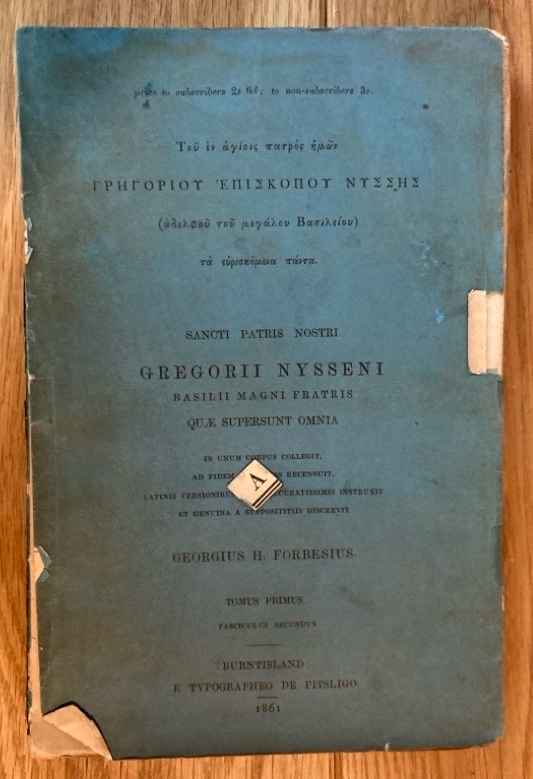 price to subscribers 2s 6d; to non-subscribers 3s.
Τοῦ ἐν ἁγίοις πατρὸς ἡμῶν
ΓΡΗΓΟΡΙΟΥ ἘΠΙΣΚΟΠΟΥ ΝΥΣΣΗΣ
(ἀδελφοῦ τοῦ μεγάλου Βασιλείου)
τὰ εὑρισκόμενα πάντα.
SANCTI PATRIS NOSTRI
GREGORII NYSSENI
BASILII MAGNI FRATRIS
QUÆ SUPERSUNT OMNIA
IN UNUM CORPUS COLLEGIT,
AD FIDEM RECENSUIT,
LATINIS INSTRUXIT
A
ET GENUINA A SUPPOSITITIIS DISCREVIT
GEORGIUS H. FORBESIUS.
TOMUS PRIMUS.
FASCICULUS SECUNDUS.
BURNTISLAND:
E TYPOGRAPHEO DE PITSLIGO.
1861